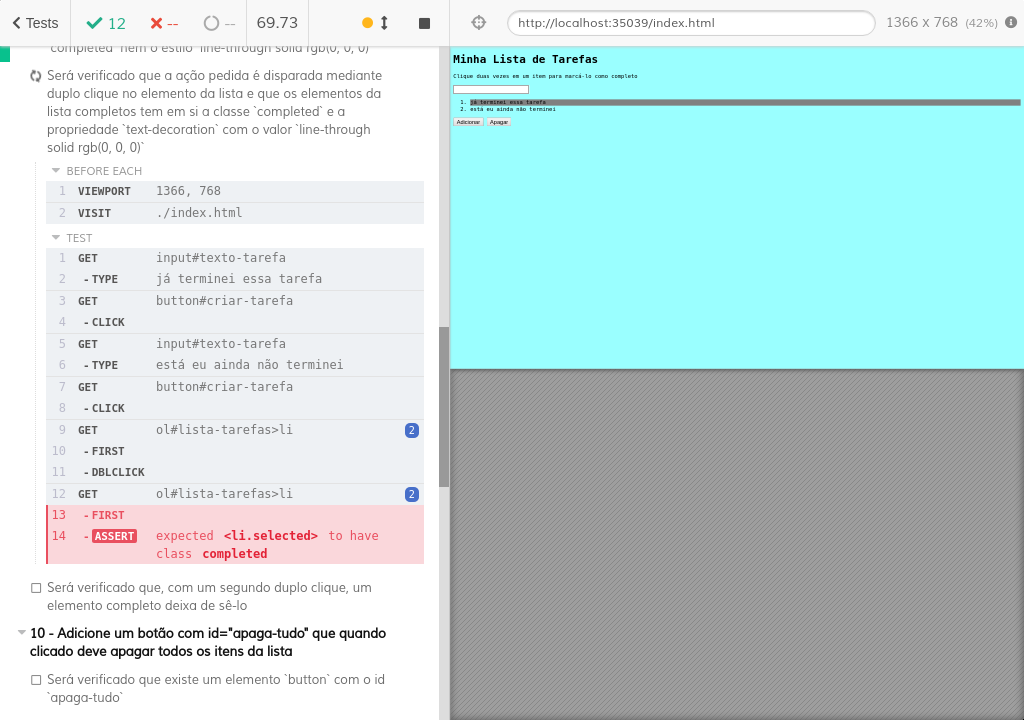 Tests
12
--
--
69.73
`completed` nem o estilo `line-through solid rgb(0, 0, 0)`
Será verificado que a ação pedida é disparada mediante
duplo clique no elemento da lista e que os elementos da
lista completos tem em si a classe `completed` e a
propriedade `text-decoration` com o valor `line-through
solid rgb(0, 0, 0)`
BEFORE EACH
1 VIEWPORT 1366, 768
2 VISIT ./index.html
TEST
1 GET input#texto-tarefa
2 -TYPE já terminei essa tarefa
3 GET button#criar-tarefa
4 -CLICK
5 GET input#texto-tarefa
6 -TYPE está eu ainda não terminei
7 GET button#criar-tarefa
8 -CLICK
9 GET ol#lista-tarefas>li 2
10 -FIRST
11 -DBLCLICK
12 GET ol#lista-tarefas>li 2
13 -FIRST
14 -ASSERT expected <li.selected> to have
class completed
Será verificado que, com um segundo duplo clique, um
elemento completo deixa de sê-lo
10 - Adicione um botão com id="apaga-tudo" que quando
clicado deve apagar todos os itens da lista
Será verificado que existe um elemento `button` com o id
`apaga-tudo`
http://localhost:35039/index.html
1366 x 768 (42%)
Minha Lista de Tarefas
Clique duas vezes em um item para marcá-lo como completo
1. já terminei essa tarefa
2. está eu ainda não terminei
Adicionar Apagar